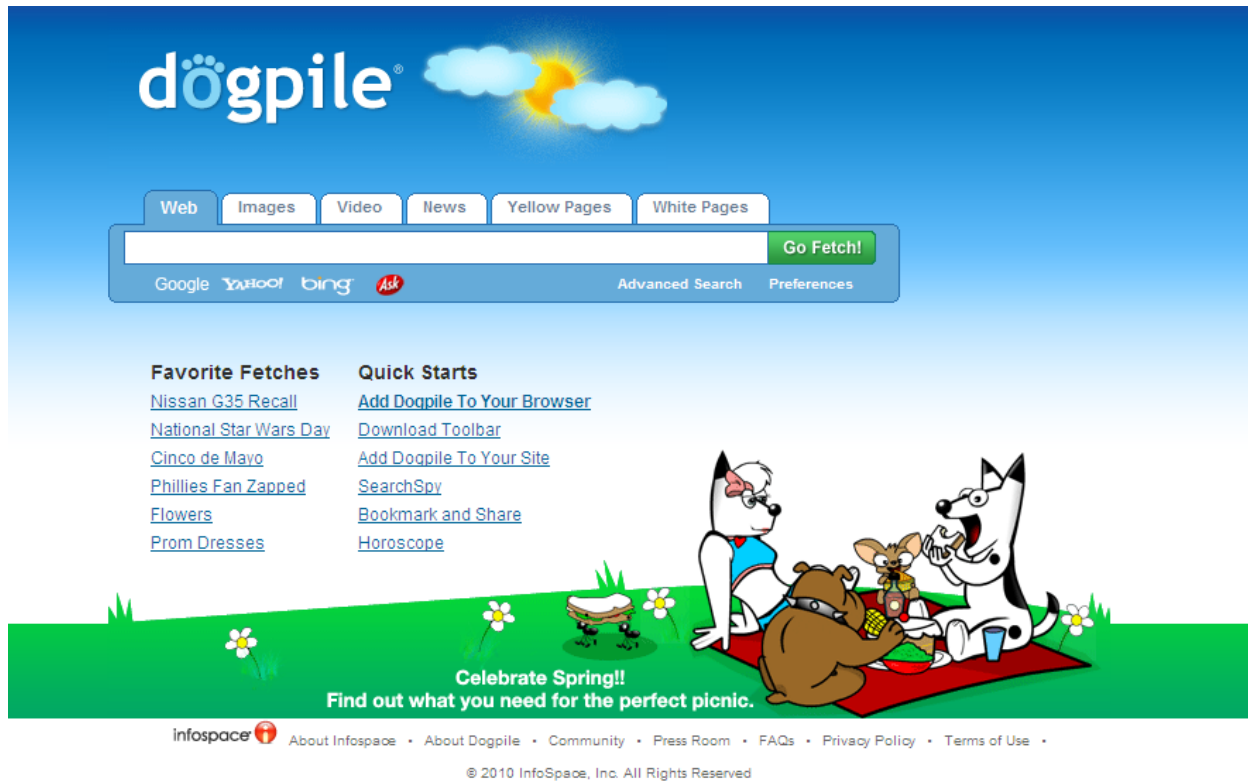 dogpile®
Web Images Video News Yellow Pages White Pages
Go Fetch!
Google YAHOO! bing Ask Advanced Search Preferences
Favorite Fetches Quick Starts
Nissan G35 Recall Add Dogpile To Your Browser
National Star Wars Day Download Toolbar
Cinco de Mayo Add Dogpile To Your Site
Phillies Fan Zapped SearchSpy
Flowers Bookmark and Share
Prom Dresses Horoscope
Celebrate Spring!!
Find out what you need for the perfect picnic.
infospace About Infospace • About Dogpile • Community • Press Room • FAQs • Privacy Policy • Terms of Use •
© 2010 InfoSpace, Inc. All Rights Reserved